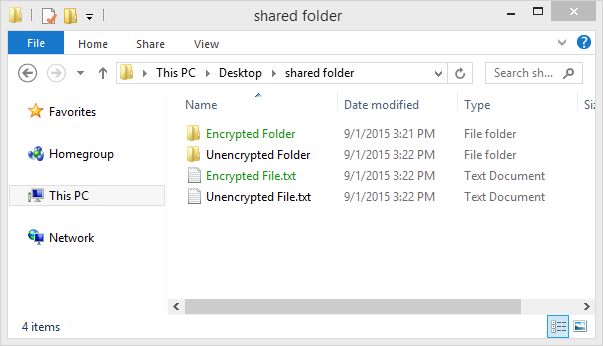 shared folder
File Home Share View
This PC Desktop shared folder Search sh...
Name Date modified Type Siz
Favorites
Homegroup
This PC
Network
Encrypted Folder 9/1/2015 3:21 PM File folder
Unencrypted Folder 9/1/2015 3:22 PM File folder
Encrypted File.txt 9/1/2015 3:22 PM Text Document
Unencrypted File.txt 9/1/2015 3:22 PM Text Document
4 items